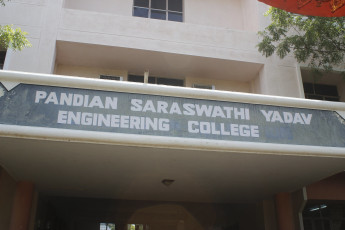 PANDIAN SARASWATHI YADAV
ENGINEERING COLLEGE